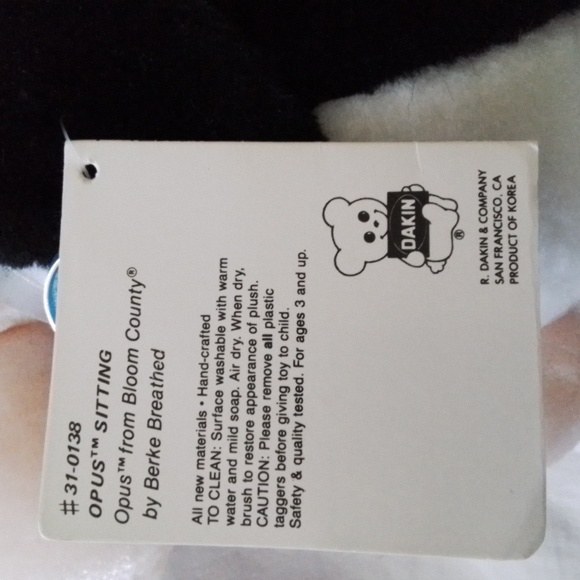 # 31-0138
OPUS™ SITTING
Opus™ from Bloom County®
by Berke Breathed
All new materials • Hand-crafted
TO CLEAN: Surface washable with warm
water and mild soap. Air dry. When dry,
brush to restore appearance of plush.
CAUTION: Please remove all plastic
taggers before giving toy to child.
Safety & quality tested. For ages 3 and up.
DAKIN
®
R. DAKIN & COMPANY
SAN FRANCISCO, CA
PRODUCT OF KOREA